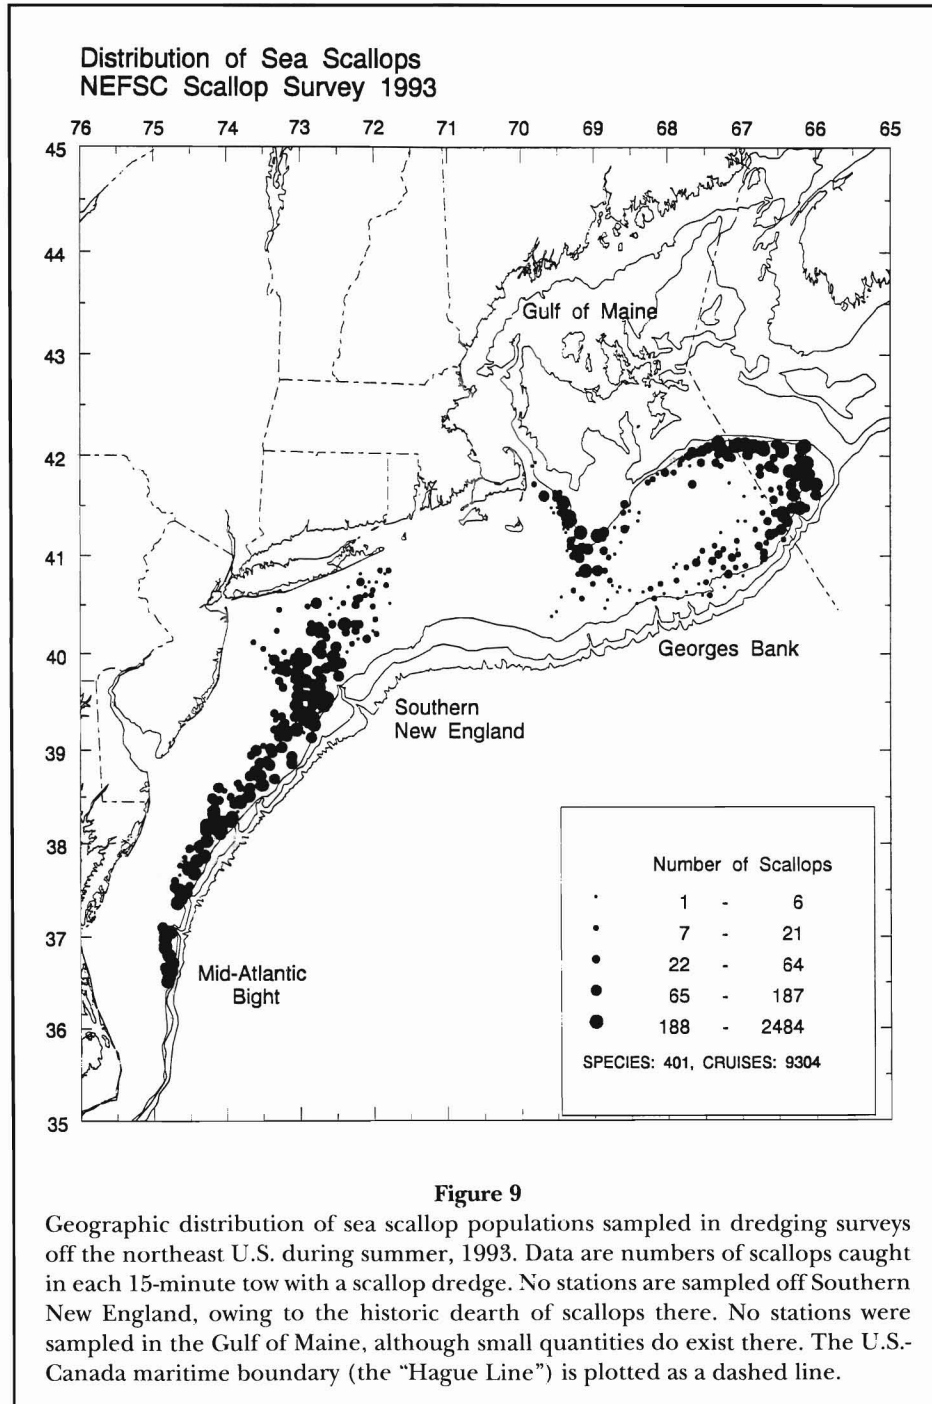 Distribution of Sea Scallops
NEFSC Scallop Survey 1993
76 75 74 73 72 71 70 69 68 67 66 65
45
44
Gulf of Maine
43
42
41
40
Georges Bank
Southern
New England
39
38
37
Mid-Atlantic
Bight
36
35
Number of Scallops
1 - 6
7 - 21
22 - 64
65 - 187
188 - 2484
SPECIES: 401, CRUISES: 9304
Figure 9
Geographic distribution of sea scallop populations sampled in dredging surveys
off the northeast U.S. during summer, 1993. Data are numbers of scallops caught
in each 15-minute tow with a scallop dredge. No stations are sampled off Southern
New England, owing to the historic dearth of scallops there. No stations were
sampled in the Gulf of Maine, although small quantities do exist there. The U.S.-
Canada maritime boundary (the “Hague Line”) is plotted as a dashed line.